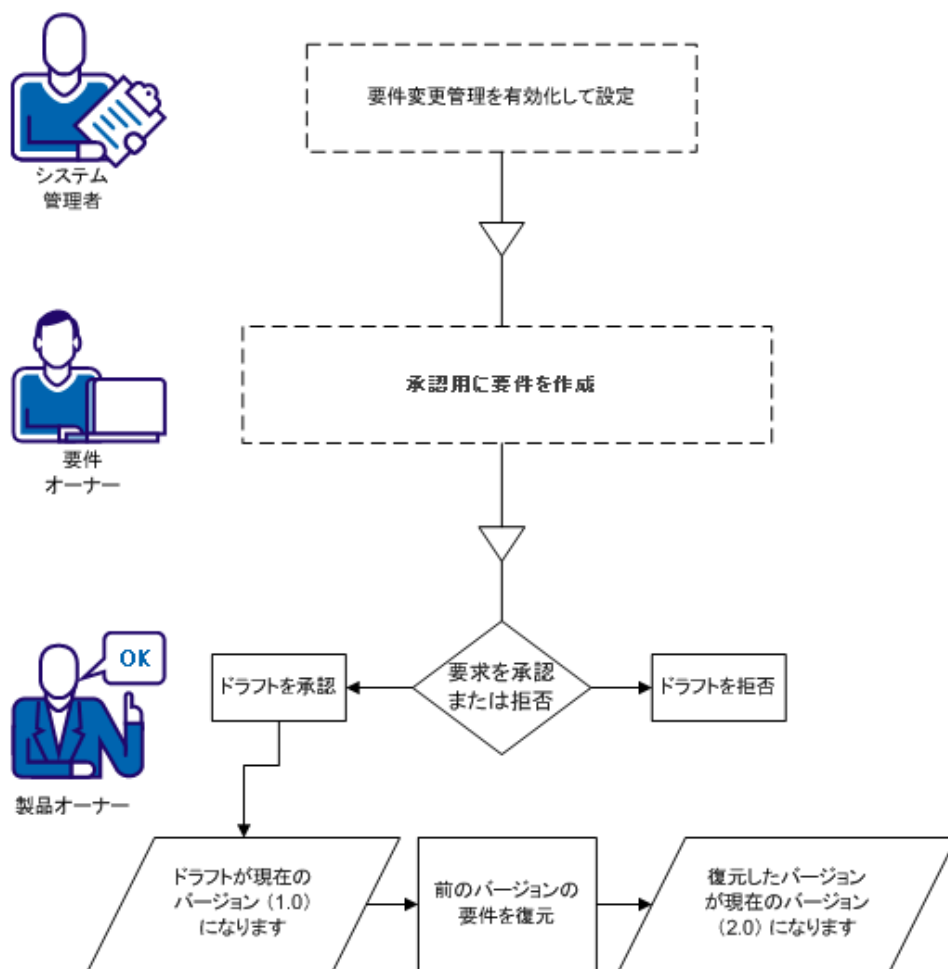 システム
管理者
要件変更管理を有効化して設定
要件
オーナー
承認用に要件を作成
OK
製品オーナー
ドラフトを承認
要求を承認
または拒否
ドラフトを拒否
ドラフトが現在の
バージョン (1.0)
になります
前のバージョンの
要件を復元
復元したバージョン
が現在のバージョン
(2.0) になります